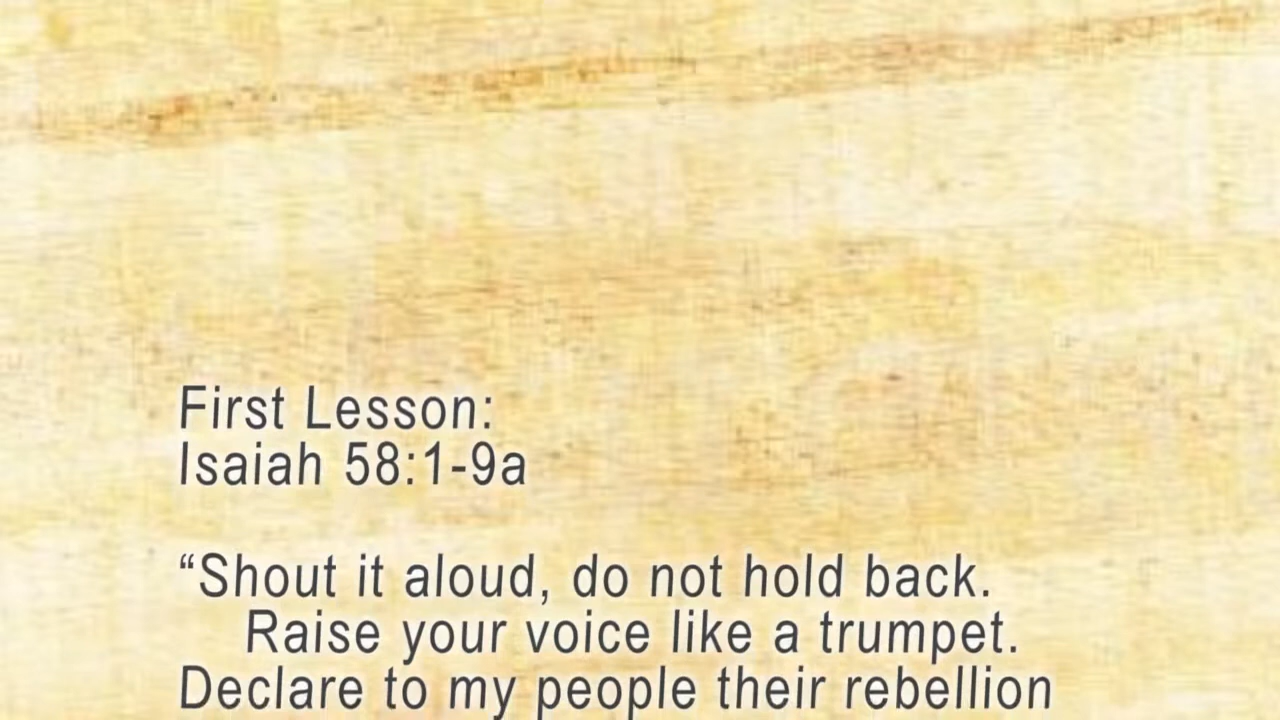 First Lesson:
Isaiah 58:1-9a
“Shout it aloud, do not hold back.
Raise your voice like a trumpet.
Declare to my people their rebellion